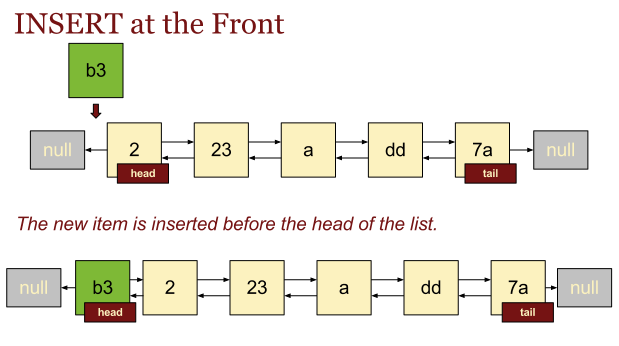 INSERT at the Front
b3
null 2 23 a dd 7a null
head tail
The new item is inserted before the head of the list.
null b3 2 23 a dd 7a null
head tail